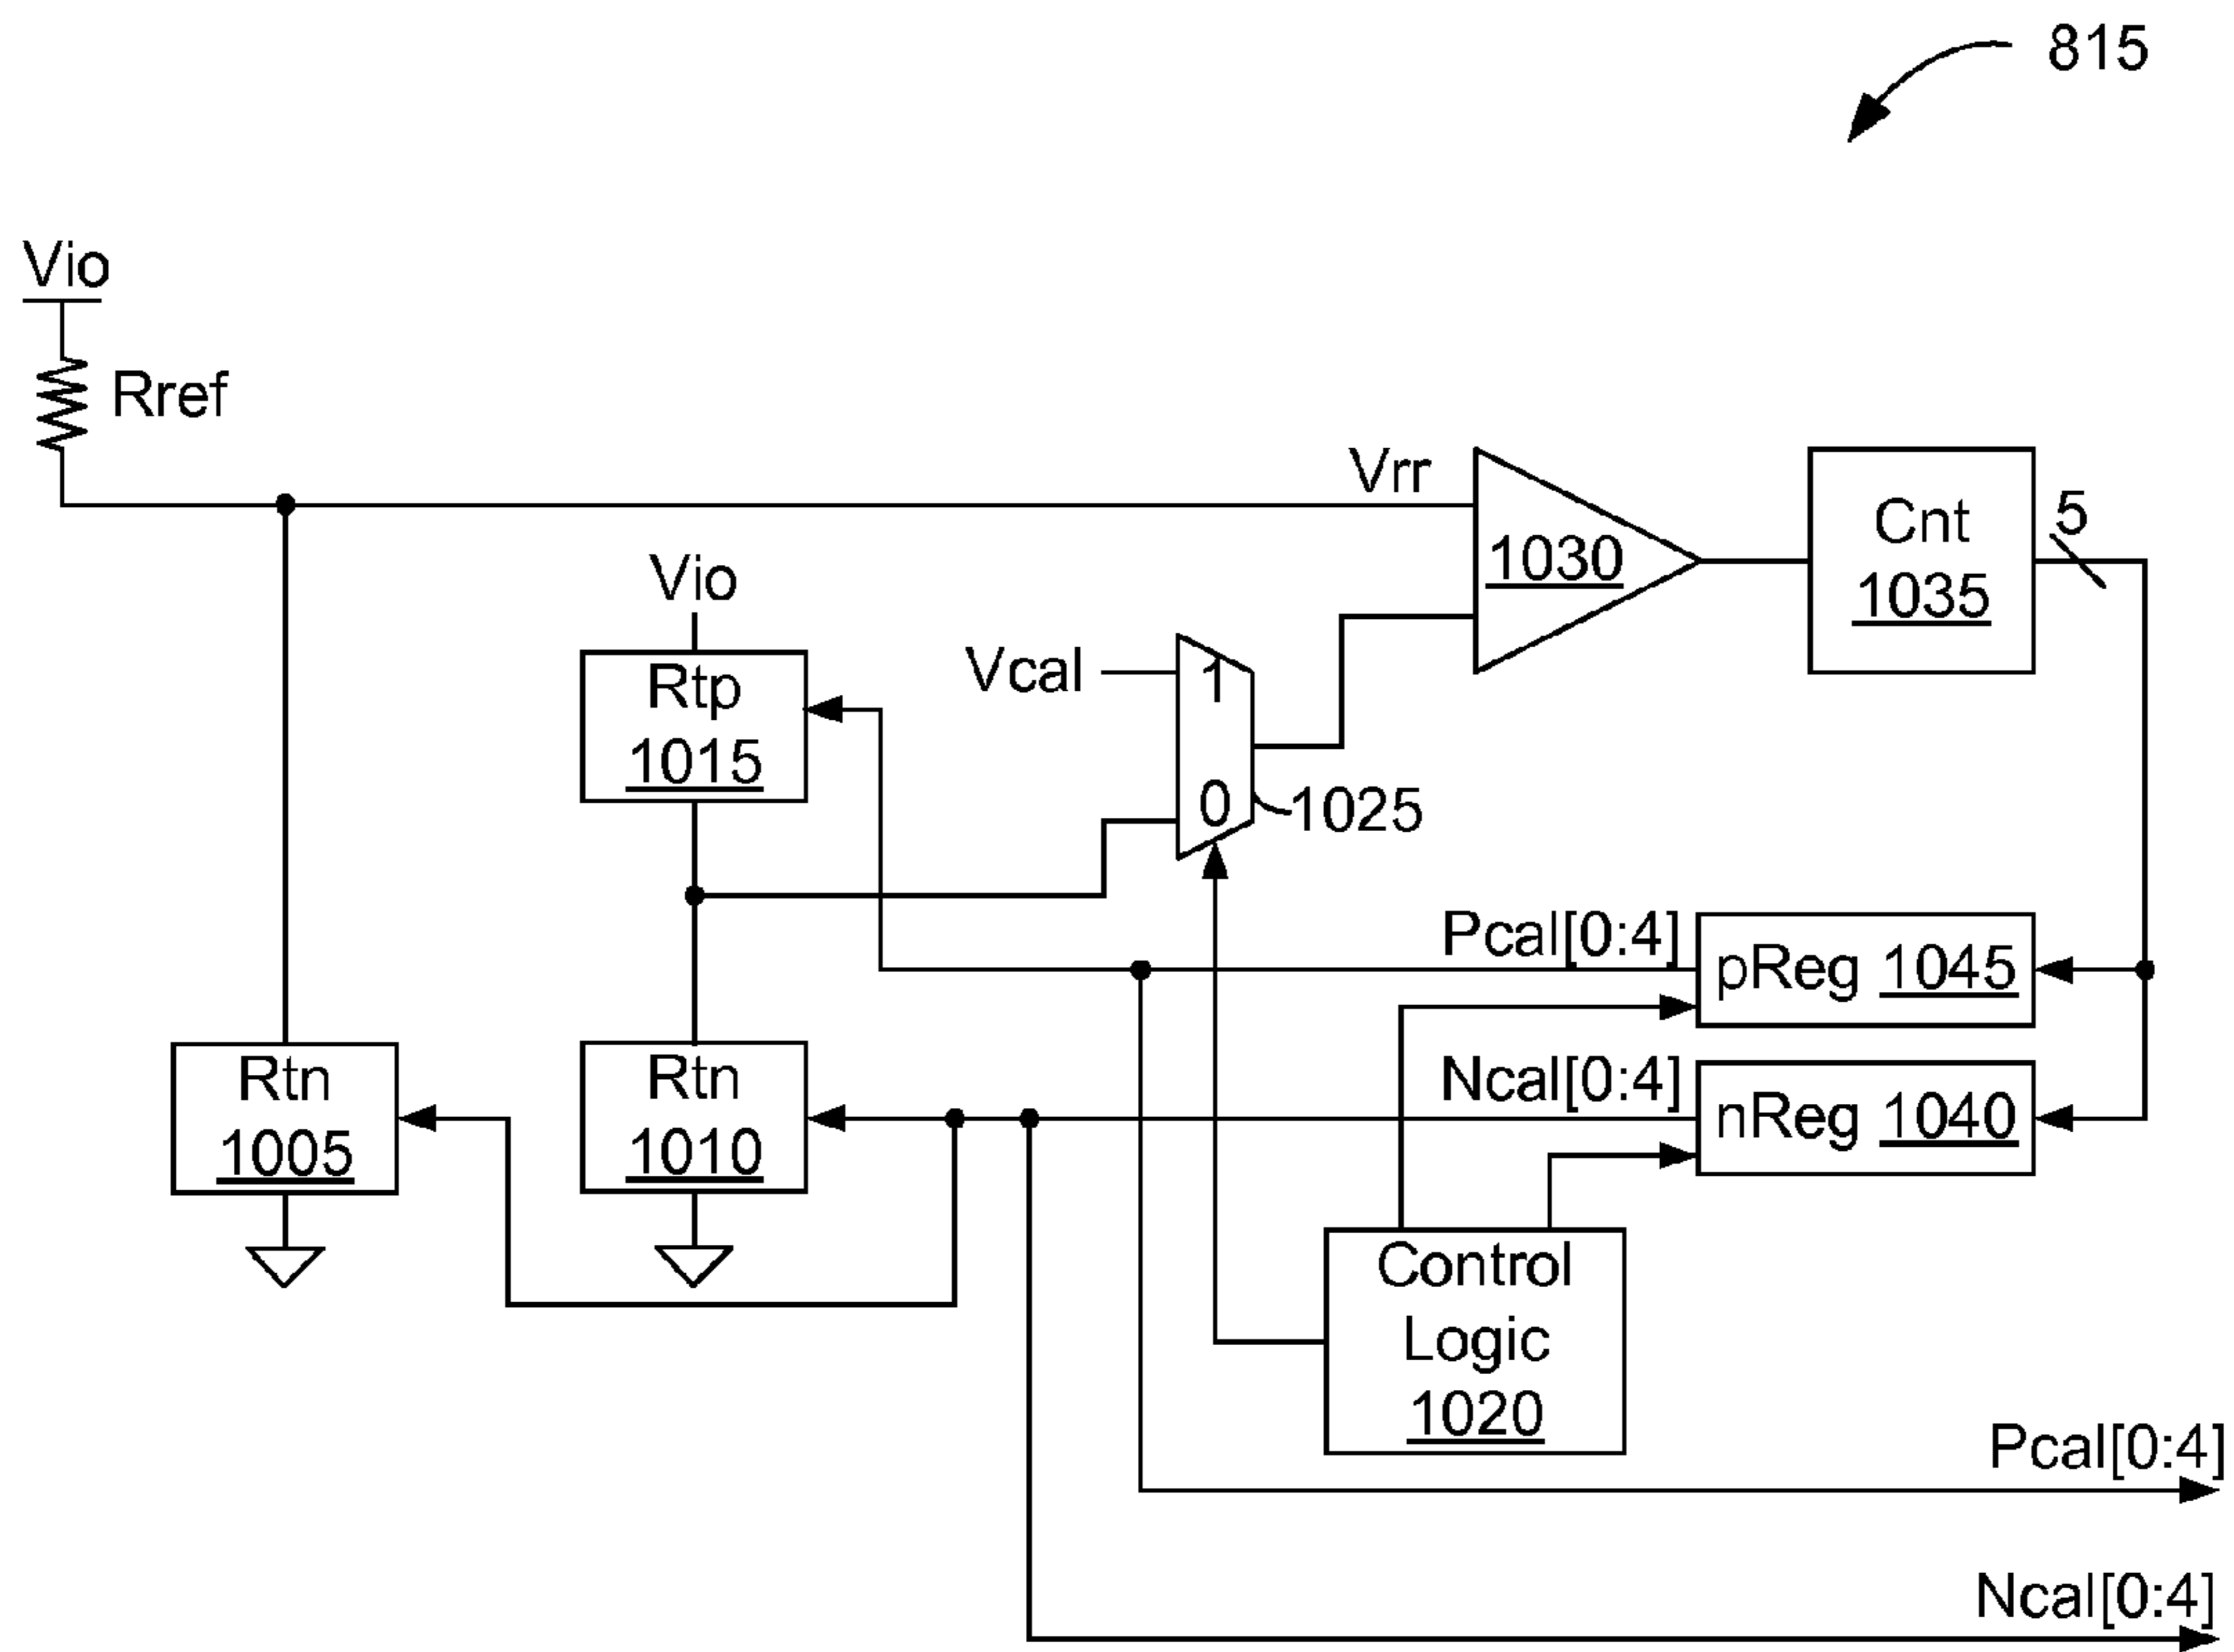 815
Vio
Rref
Vrr
1030
Cnt
1035
5
Vio
Rtp
1015
Vcal
1
0
1025
Pcal[0:4]
pReg 1045
Ncal[0:4]
nReg 1040
Rtn
1005
Rtn
1010
Control
Logic
1020
Pcal[0:4]
Ncal[0:4]